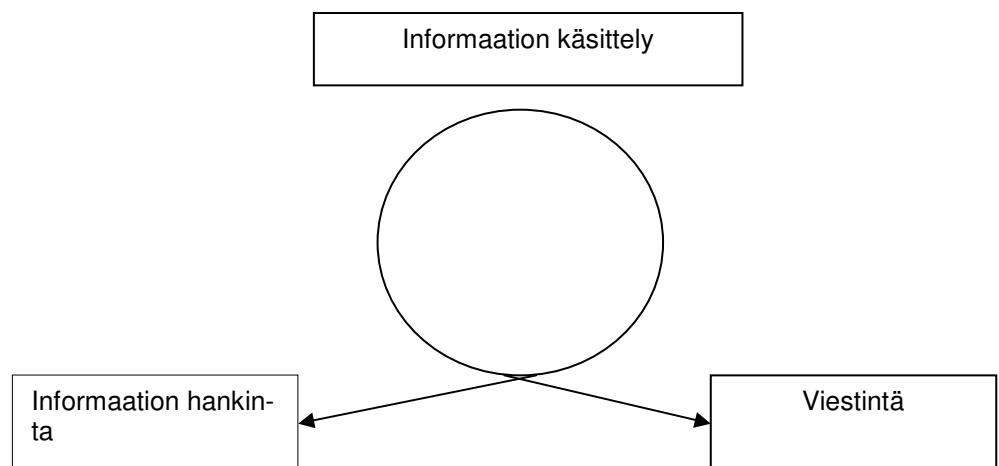 Informaation käsittely
Informaation hankin-
ta
Viestintä